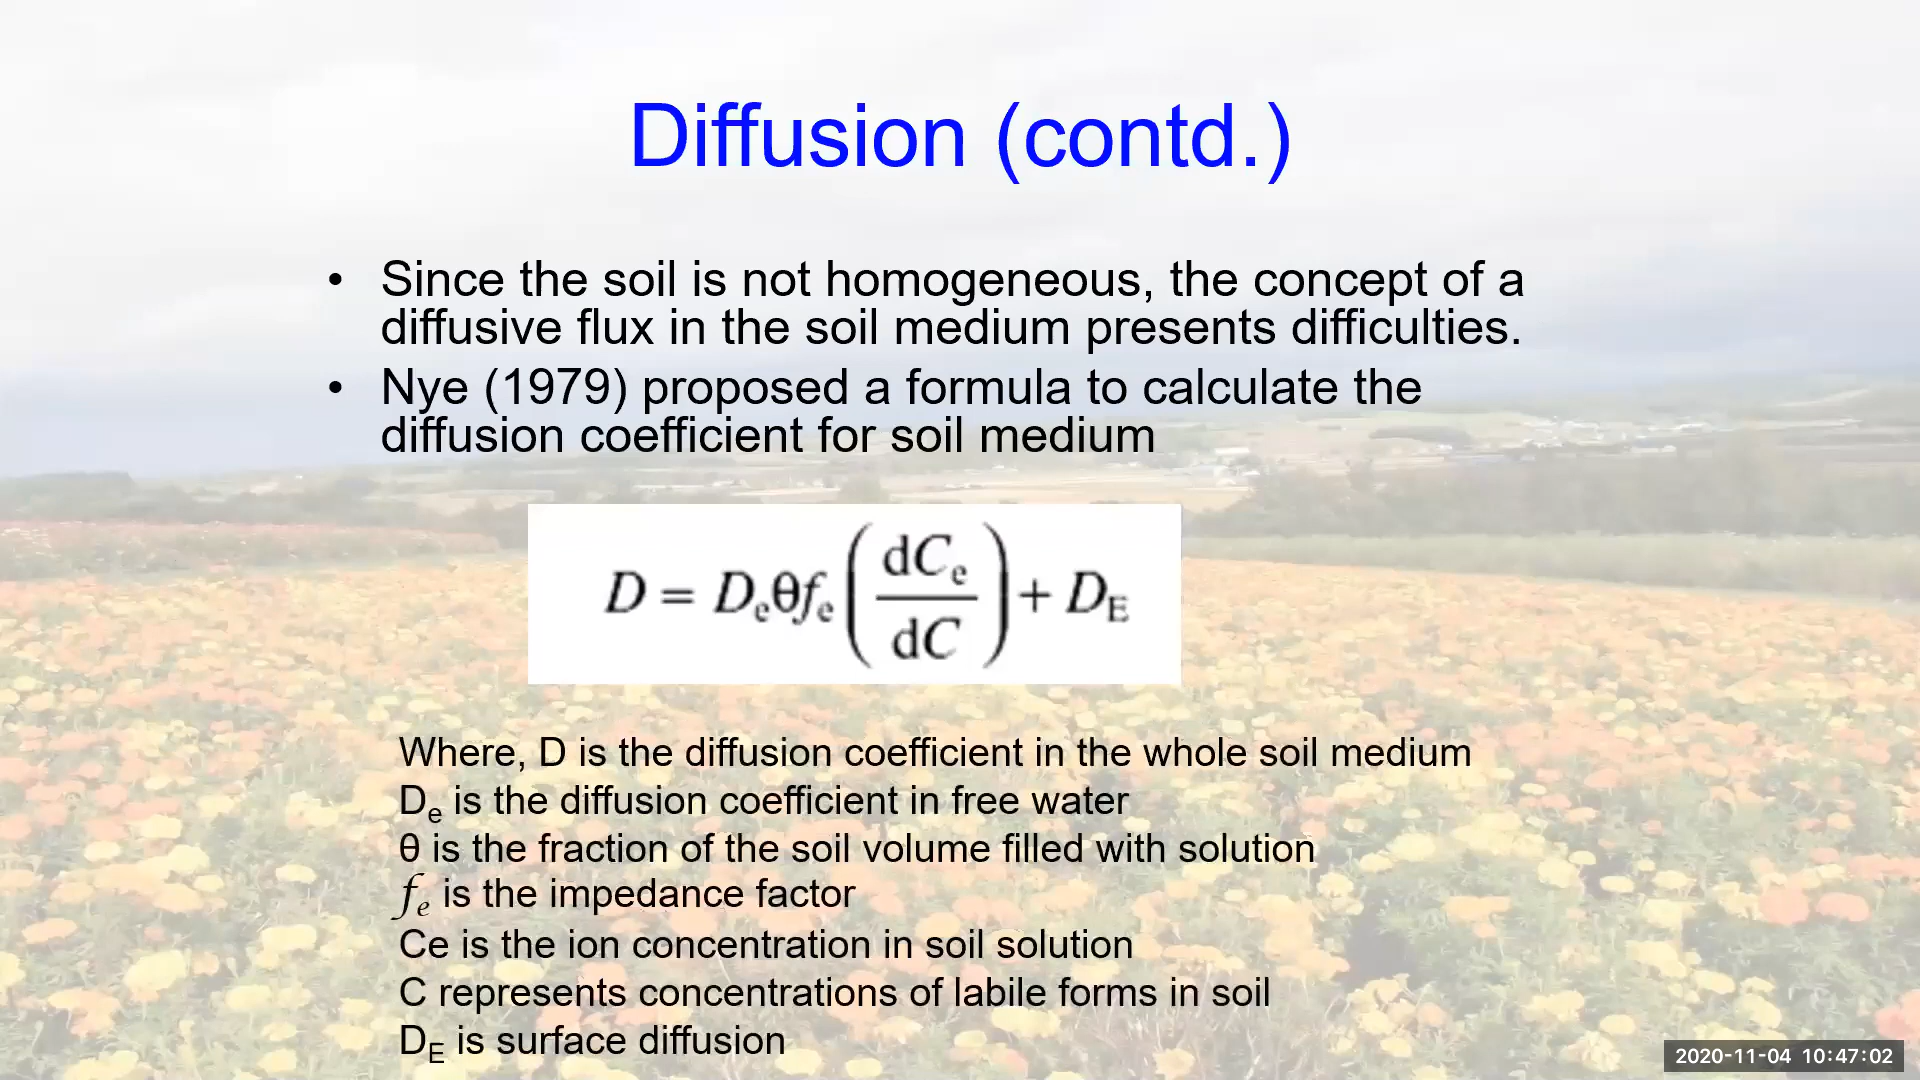 Diffusion (contd.)
• Since the soil is not homogeneous, the concept of a
diffusive flux in the soil medium presents difficulties.
• Nye (1979) proposed a formula to calculate the
diffusion coefficient for soil medium
D = Dₑθfₑ (dCₑ/dC) + D_E
Where, D is the diffusion coefficient in the whole soil medium
Dₑ is the diffusion coefficient in free water
θ is the fraction of the soil volume filled with solution
fₑ is the impedance factor
Ce is the ion concentration in soil solution
C represents concentrations of labile forms in soil
D_E is surface diffusion
2020-11-04 10:47:02